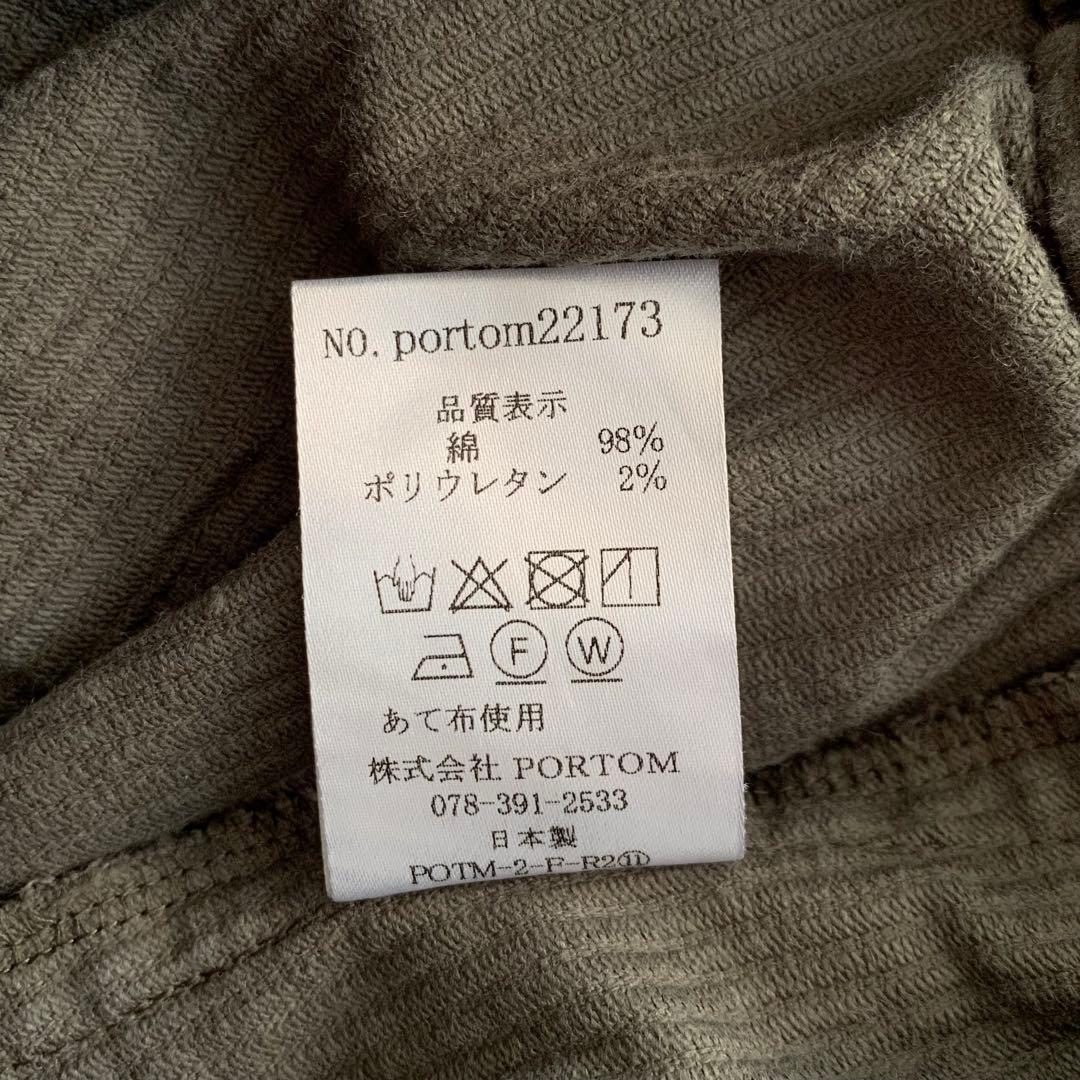 NO. portom22173
品質表示
綿 98%
ポリウレタン 2%
F W
あて布使用
株式会社 PORTOM
078-391-2533
日本製
POTM-2-F-R2⑪